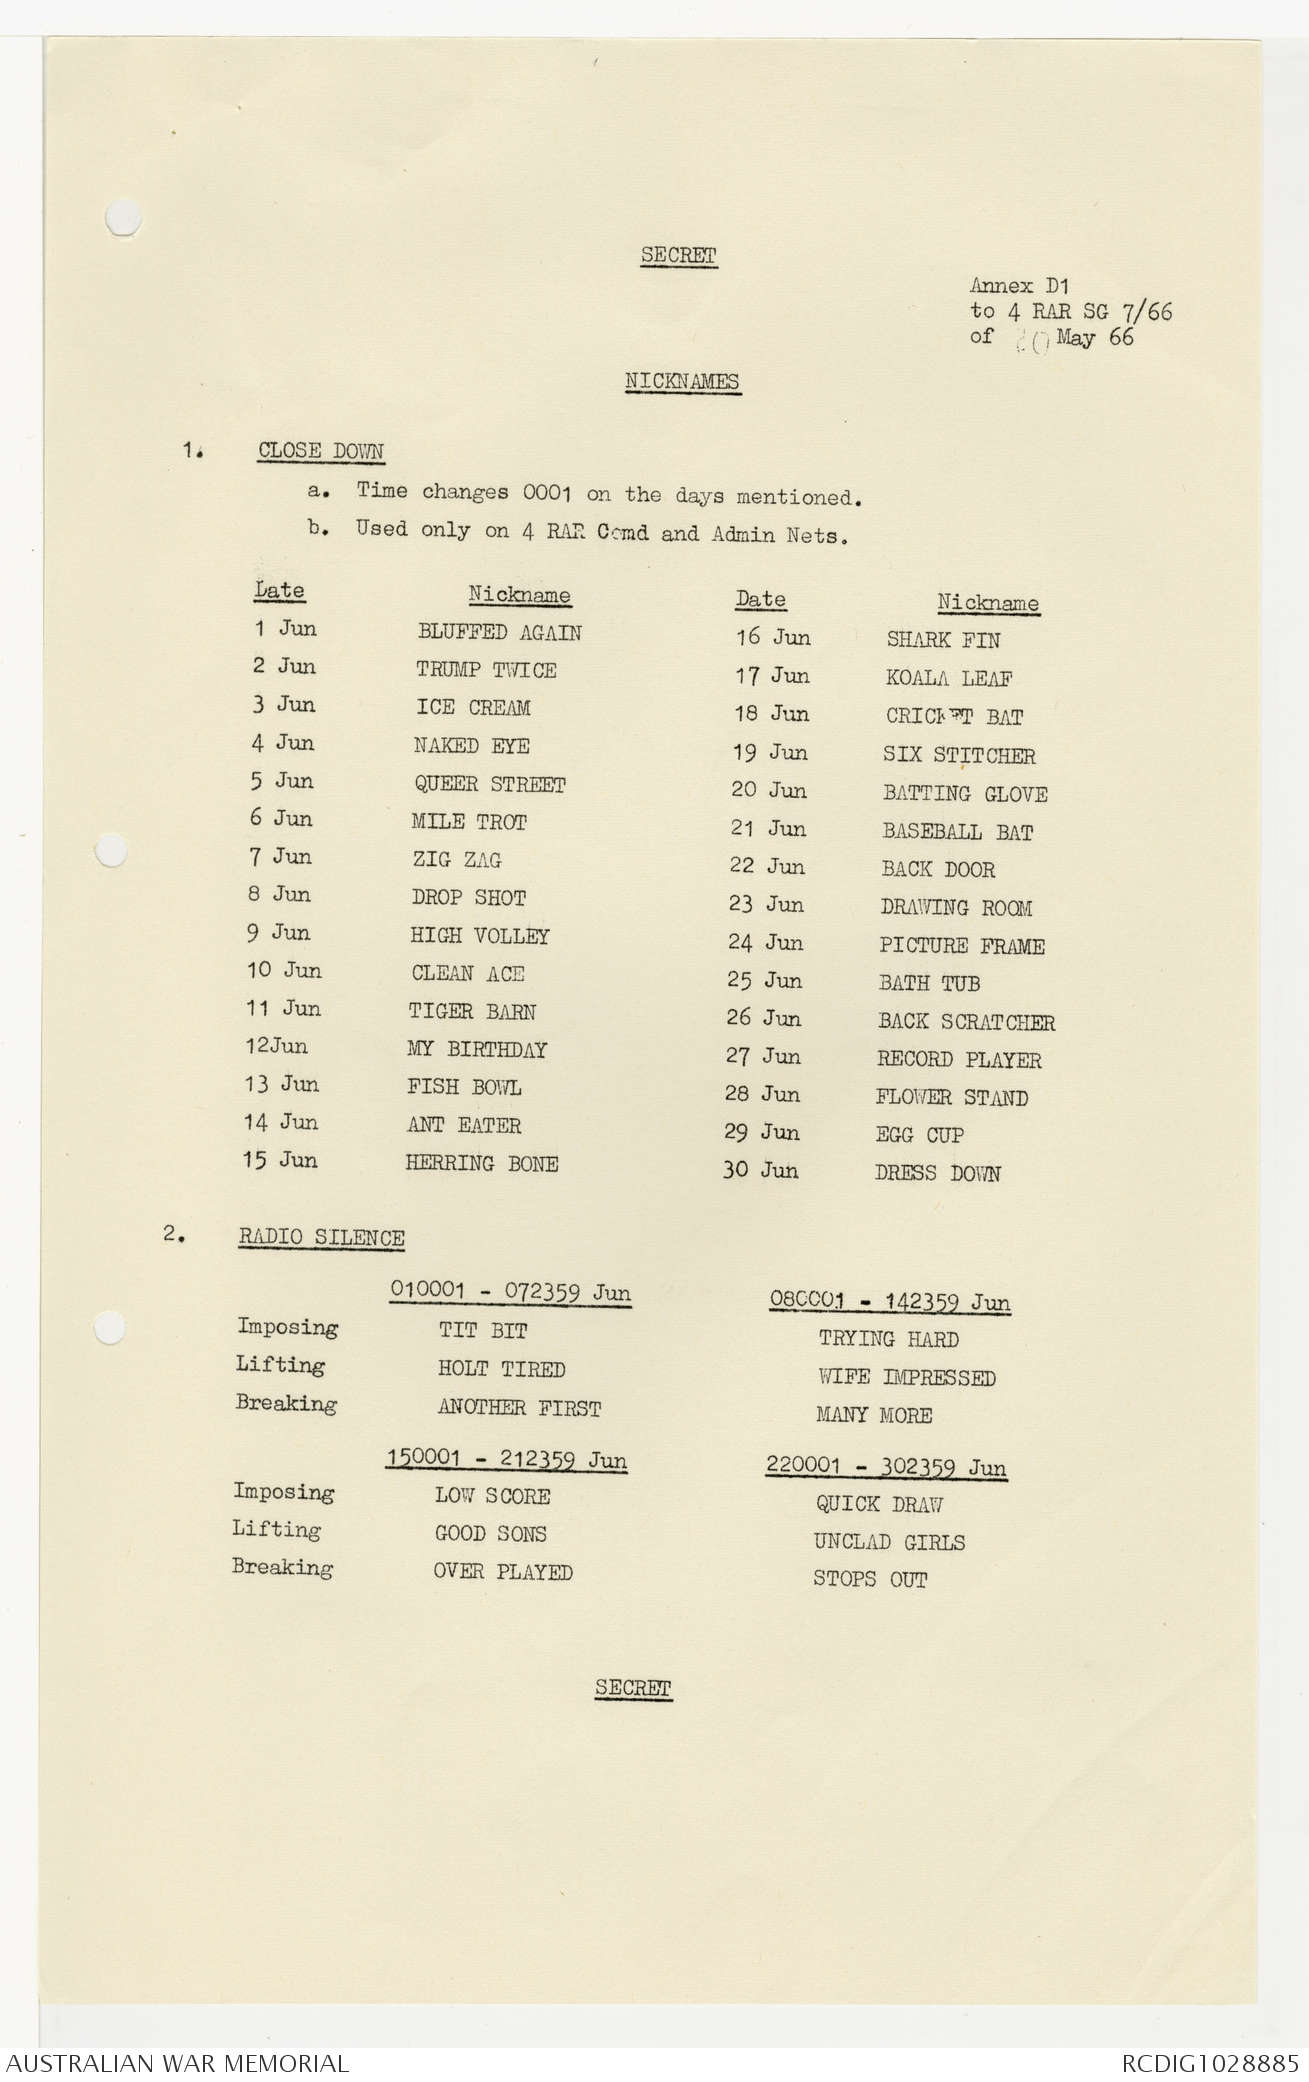 SECRET
Annex D1
to 4 RAR SG 7/66
of 20 May 66
NICKNAMES
1. CLOSE DOWN
a. Time changes 0001 on the days mentioned.
b. Used only on 4 RAR Comd and Admin Nets.
Date Nickname Date Nickname
1 Jun BLUFFED AGAIN 16 Jun SHARK FIN
2 Jun TRUMP TWICE 17 Jun KOALA LEAF
3 Jun ICE CREAM 18 Jun CRICKET BAT
4 Jun NAKED EYE 19 Jun SIX STITCHER
5 Jun QUEER STREET 20 Jun BATTING GLOVE
6 Jun MILE TROT 21 Jun BASEBALL BAT
7 Jun ZIG ZAG 22 Jun BACK DOOR
8 Jun DROP SHOT 23 Jun DRAWING ROOM
9 Jun HIGH VOLLEY 24 Jun PICTURE FRAME
10 Jun CLEAN ACE 25 Jun BATH TUB
11 Jun TIGER BARN 26 Jun BACK SCRATCHER
12Jun MY BIRTHDAY 27 Jun RECORD PLAYER
13 Jun FISH BOWL 28 Jun FLOWER STAND
14 Jun ANT EATER 29 Jun EGG CUP
15 Jun HERRING BONE 30 Jun DRESS DOWN
2. RADIO SILENCE
010001 - 072359 Jun 080001 - 142359 Jun
Imposing TIT BIT TRYING HARD
Lifting HOLT TIRED WIFE IMPRESSED
Breaking ANOTHER FIRST MANY MORE
150001 - 212359 Jun 220001 - 302359 Jun
Imposing LOW SCORE QUICK DRAW
Lifting GOOD SONS UNCLAD GIRLS
Breaking OVER PLAYED STOPS OUT
SECRET
AUSTRALIAN WAR MEMORIAL RCDIG1028885